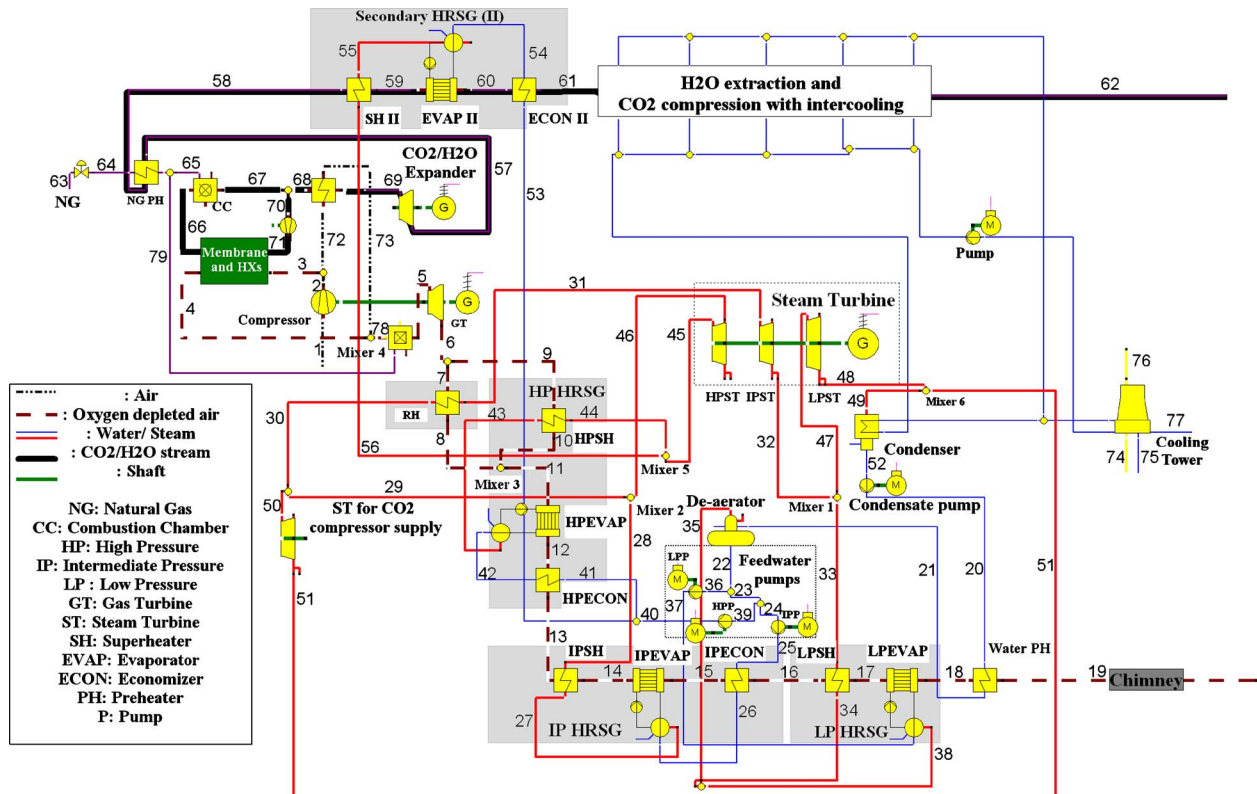 Secondary HRSG (II)
55
54
58
59
60
61
62
SH II
EVAP II
ECON II
H2O extraction and
CO2 compression with intercooling
63
64
65
NG
NG PH
CC
67
68
69
CO2/H2O
Expander
G
57
53
66
70
71
Membrane
and HXs
72
73
79
3
4
2
1
Compressor
78
Mixer 4
5
GT
G
6
31
M
Pump
Steam Turbine
46
45
G
HPST
IPST
LPST
48
32
47
Mixer 6
49
Condenser
52
M
Condensate pump
76
77
Cooling
Tower
74
75
7
9
HP HRSG
RH
43
44
8
10
HPSH
30
56
11
Mixer 3
Mixer 5
29
ST for CO2
compressor supply
50
51
HPEVAP
12
42
41
HPECON
40
13
Mixer 2
28
De-aerator
35
Mixer 1
22
Feedwater
pumps
LPP
M
36
37
23
24
HPP
39
M
IPP
M
25
33
21
20
51
IPSH
IPEVAP
IPECON
LPSH
LPEVAP
Water PH
14
15
16
17
18
19
Chimney
27
26
34
38
IP HRSG
LP HRSG
: Air
: Oxygen depleted air
: Water/ Steam
: CO2/H2O stream
: Shaft
NG: Natural Gas
CC: Combustion Chamber
HP: High Pressure
IP: Intermediate Pressure
LP : Low Pressure
GT: Gas Turbine
ST: Steam Turbine
SH: Superheater
EVAP: Evaporator
ECON: Economizer
PH: Preheater
P: Pump